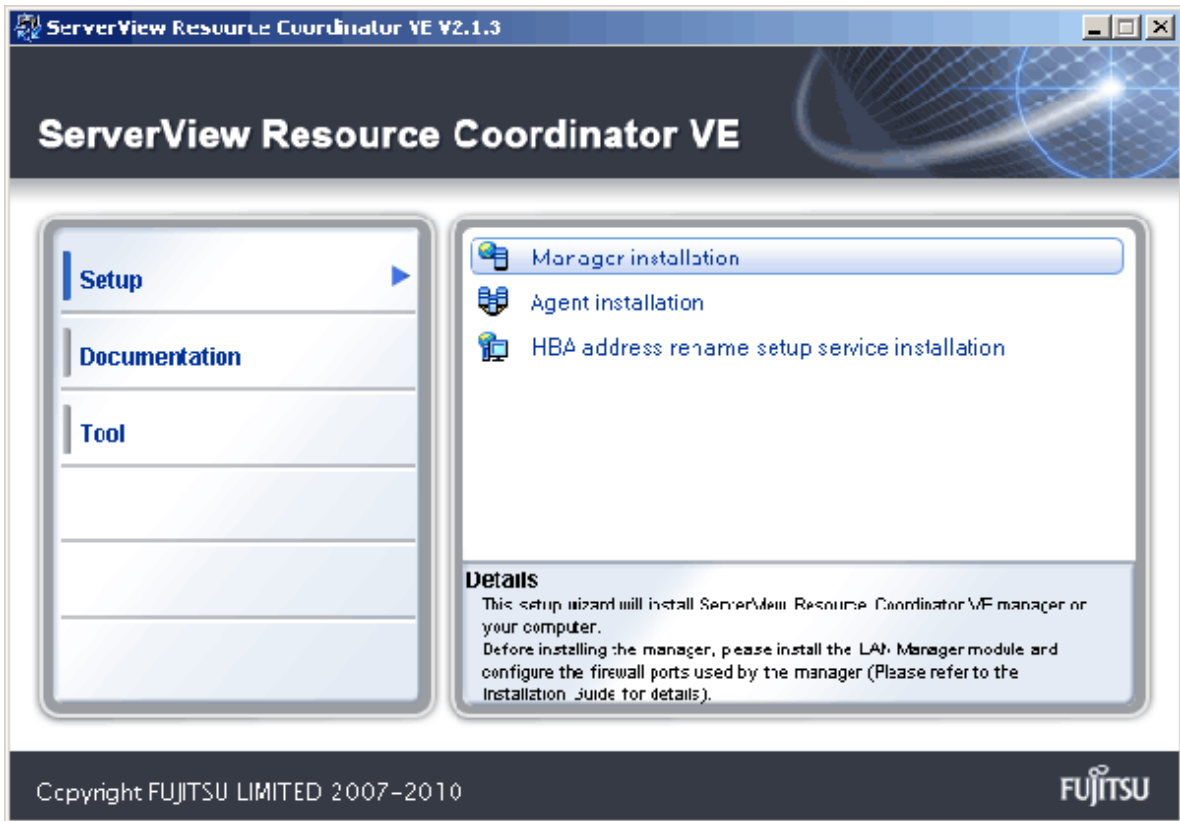 ServerView Resource Coordinator VE V2.1.3
ServerView Resource Coordinator VE
Setup
Documentation
Tool
Manager installation
Agent installation
HBA address rename setup service installation
Details
This setup wizard will install ServerView Resource Coordinator VE manager on
your computer.
Before installing the manager, please install the LAN Manager module and
configure the firewall ports used by the manager (Please refer to the
Installation Guide for details).
Copyright FUJITSU LIMITED 2007-2010
FUJITSU